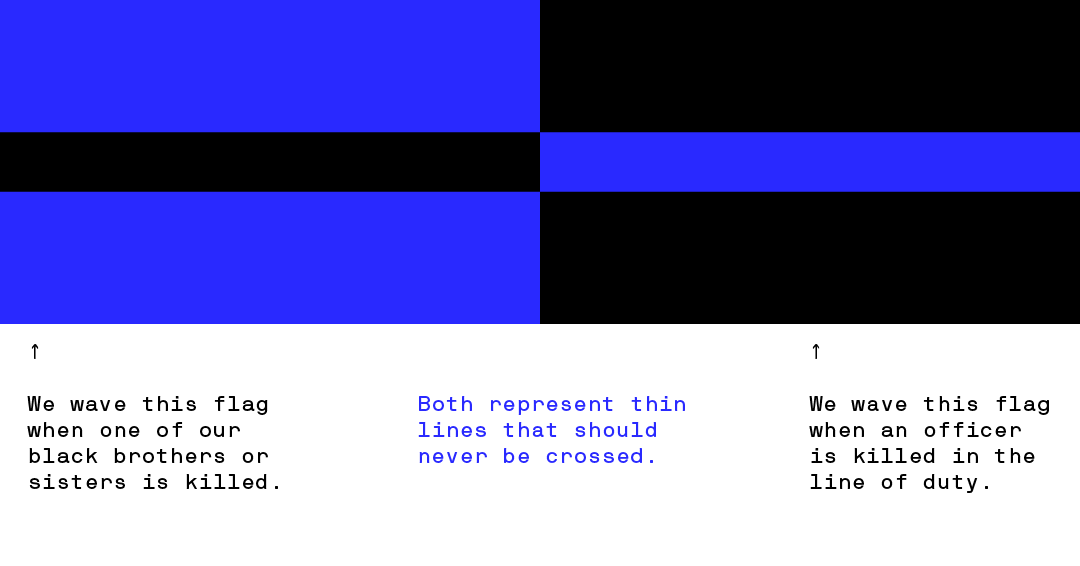 ↑
We wave this flag
when one of our
black brothers or
sisters is killed.
Both represent thin
lines that should
never be crossed.
↑
We wave this flag
when an officer
is killed in the
line of duty.